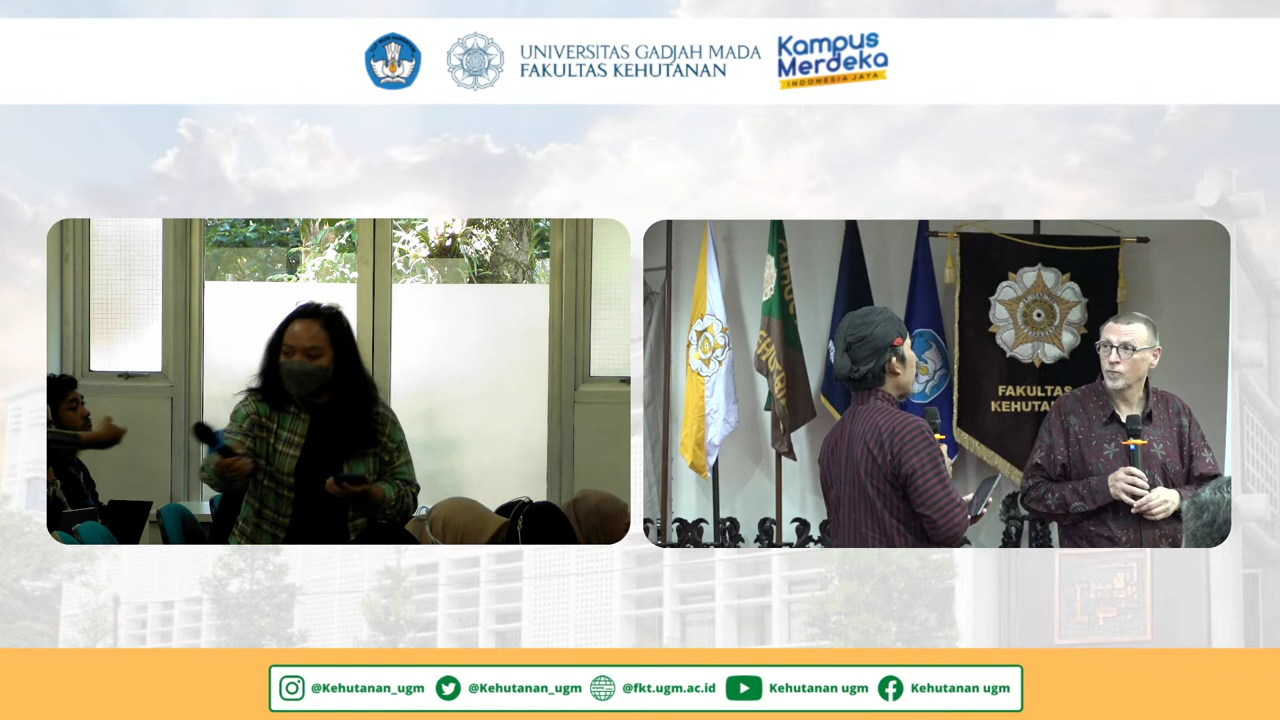 UNIVERSITAS GADJAH MADA
FAKULTAS KEHUTANAN
Kampus
Merdeka
INDONESIA JAYA
FAKULTAS
KEHUTAN
@Kehutanan_ugm
@Kehutanan_ugm
@fkt.ugm.ac.id
Kehutanan ugm
Kehutanan ugm